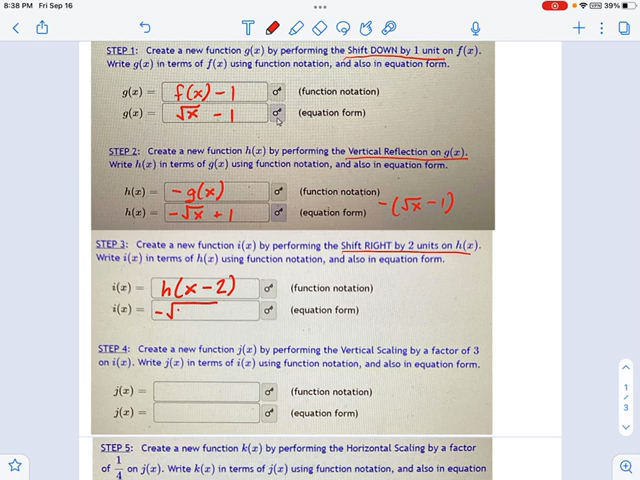 8:38 PM Fri Sep 16
VPN 39%
STEP 1: Create a new function g(x) by performing the Shift DOWN by 1 unit on f(x).
Write g(x) in terms of f(x) using function notation, and also in equation form.
g(x) = f(x) - 1 (function notation)
g(x) = √x - 1 (equation form)
STEP 2: Create a new function h(x) by performing the Vertical Reflection on g(x).
Write h(x) in terms of g(x) using function notation, and also in equation form.
h(x) = -g(x) (function notation)
h(x) = -√x + 1 (equation form) -(√x - 1)
STEP 3: Create a new function i(x) by performing the Shift RIGHT by 2 units on h(x).
Write i(x) in terms of h(x) using function notation, and also in equation form.
i(x) = h(x-2) (function notation)
i(x) = -√ (equation form)
STEP 4: Create a new function j(x) by performing the Vertical Scaling by a factor of 3
on i(x). Write j(x) in terms of i(x) using function notation, and also in equation form.
j(x) = (function notation)
j(x) = (equation form)
1
/
3
STEP 5: Create a new function k(x) by performing the Horizontal Scaling by a factor
of 1/4 on j(x). Write k(x) in terms of j(x) using function notation, and also in equation